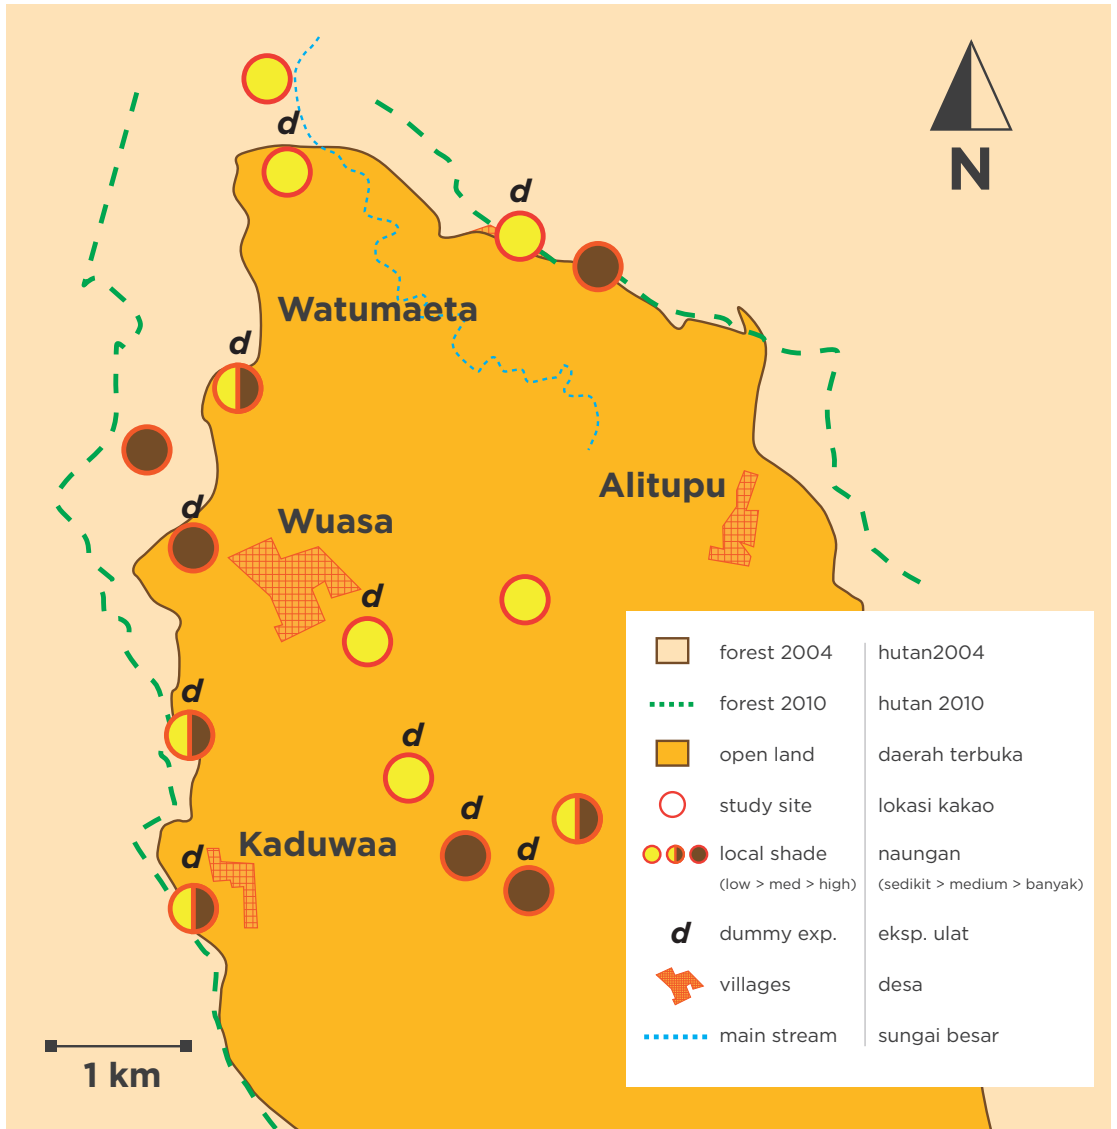 d
N
d
Watumaeta
d
Alitupu
d
Wuasa
d
d
d
d
d
d
Kaduwaa
forest 2004 hutan2004
forest 2010 hutan 2010
open land daerah terbuka
study site lokasi kakao
local shade naungan
(low > med > high) (sedikit > medium > banyak)
d dummy exp. eksp. ulat
villages desa
main stream sungai besar
1 km